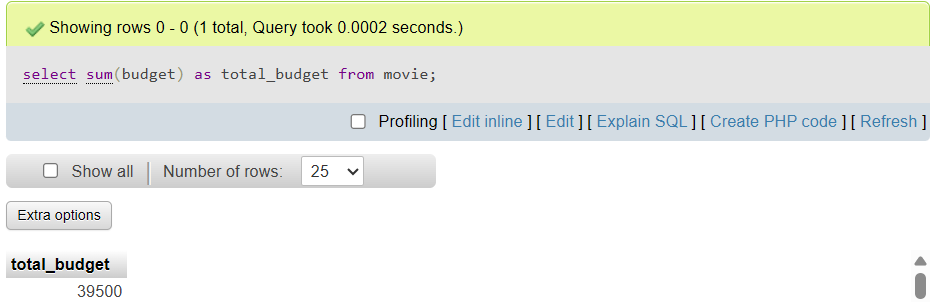 Showing rows 0 - 0 (1 total, Query took 0.0002 seconds.)
select sum(budget) as total_budget from movie;
Profiling [ Edit inline ] [ Edit ] [ Explain SQL ] [ Create PHP code ] [ Refresh ]
Show all Number of rows: 25
Extra options
total_budget
39500